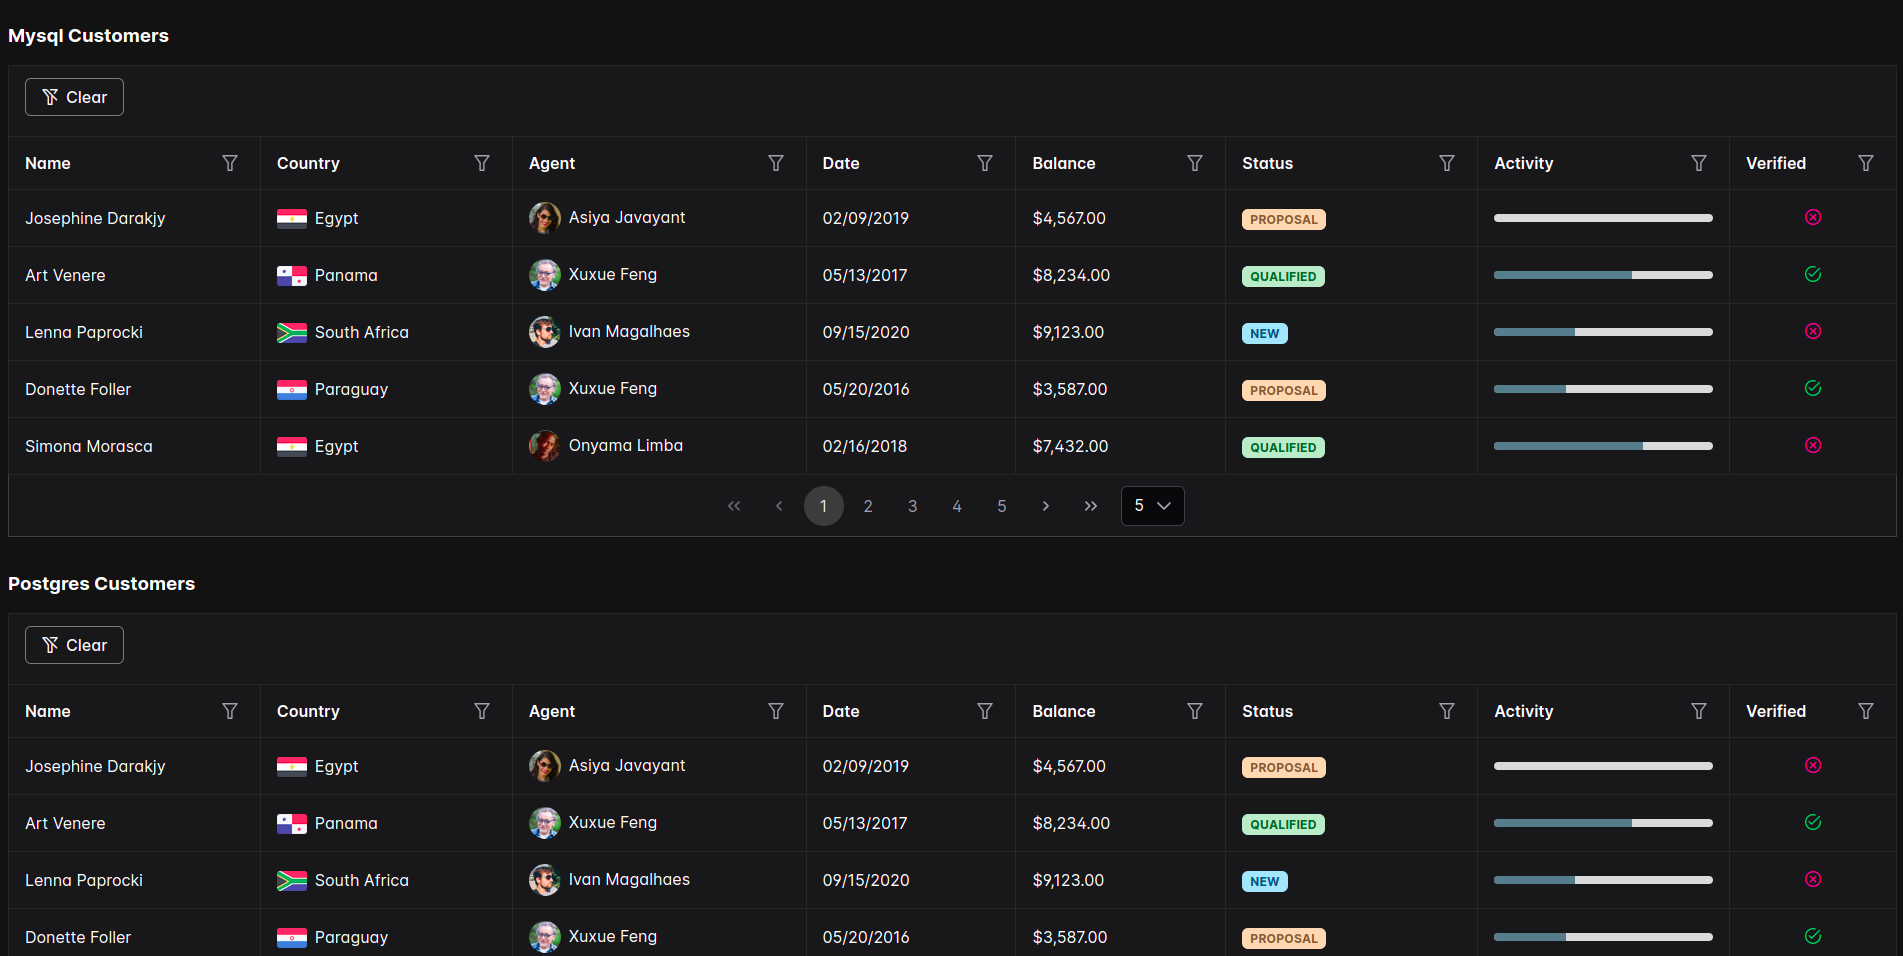 Mysql Customers
Clear
Name Country Agent Date Balance Status Activity Verified
Josephine Darakjy Egypt Asiya Javayant 02/09/2019 $4,567.00 PROPOSAL
Art Venere Panama Xuxue Feng 05/13/2017 $8,234.00 QUALIFIED
Lenna Paprocki South Africa Ivan Magalhaes 09/15/2020 $9,123.00 NEW
Donette Foller Paraguay Xuxue Feng 05/20/2016 $3,587.00 PROPOSAL
Simona Morasca Egypt Onyama Limba 02/16/2018 $7,432.00 QUALIFIED
1 2 3 4 5 5
Postgres Customers
Clear
Name Country Agent Date Balance Status Activity Verified
Josephine Darakjy Egypt Asiya Javayant 02/09/2019 $4,567.00 PROPOSAL
Art Venere Panama Xuxue Feng 05/13/2017 $8,234.00 QUALIFIED
Lenna Paprocki South Africa Ivan Magalhaes 09/15/2020 $9,123.00 NEW
Donette Foller Paraguay Xuxue Feng 05/20/2016 $3,587.00 PROPOSAL